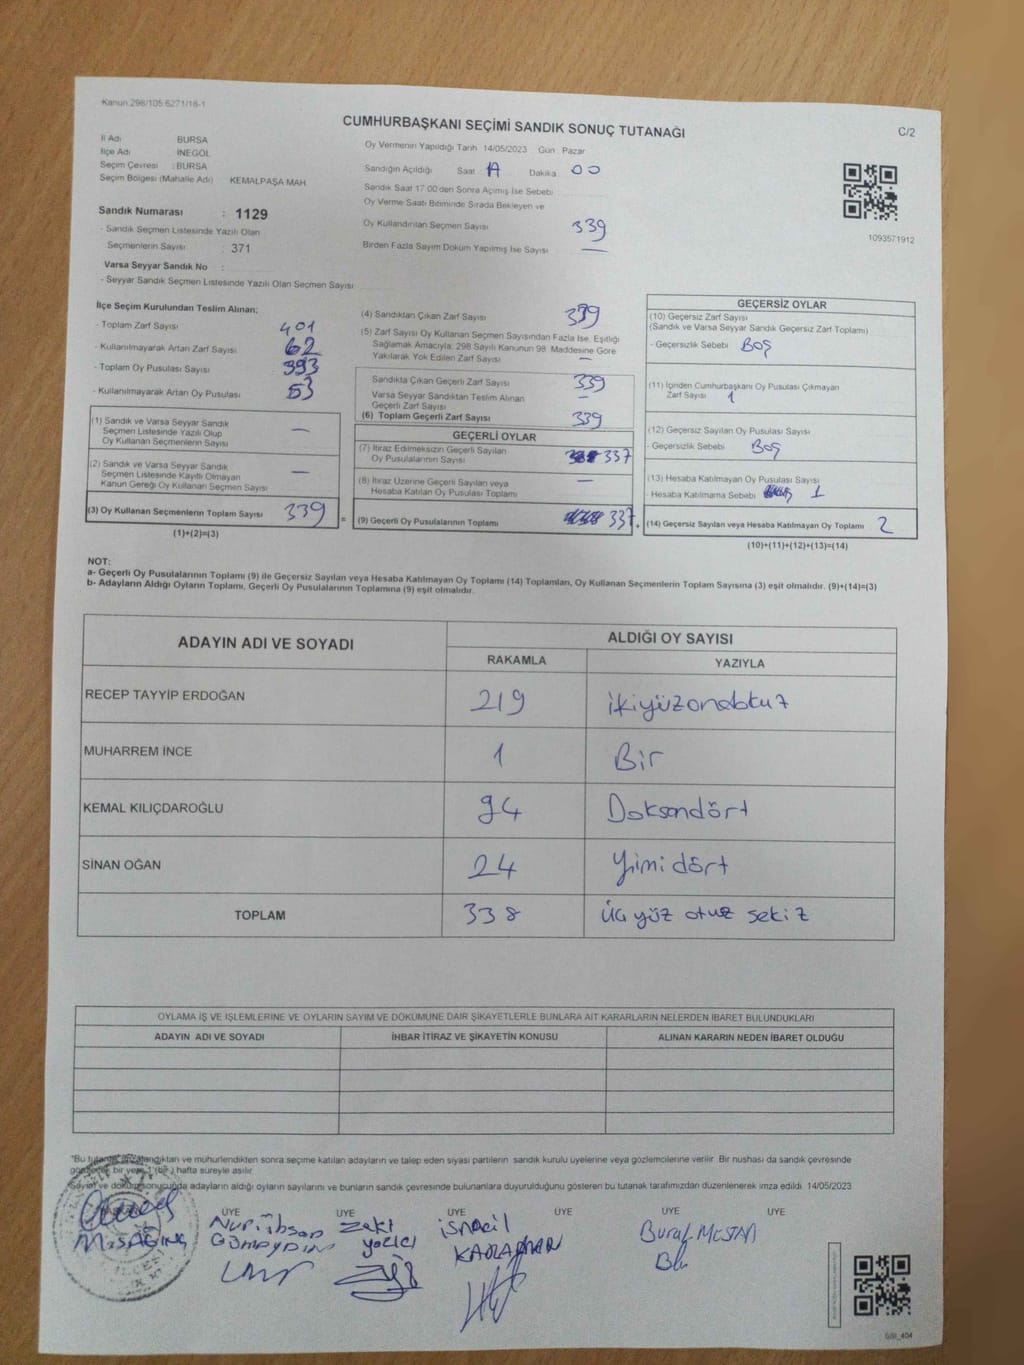 Kanun 298/105 6271/18-1
CUMHURBAŞKANI SEÇİMİ SANDIK SONUÇ TUTANAĞI
C/2
İl Adı BURSA
İlçe Adı İNEGÖL
Seçim Çevresi : BURSA
Seçim Bölgesi (Mahalle Adı) KEMALPAŞA MAH
Sandık Numarası : 1129
- Sandık Seçmen Listesinde Yazılı Olan
Seçmenlerin Sayısı : 371
Varsa Seyyar Sandık No :
- Seyyar Sandık Seçmen Listesinde Yazılı Olan Seçmen Sayısı
Oy Vermenin Yapıldığı Tarih 14/05/2023 Gün : Pazar
Sandığın Açıldığı Saat Dakika 00
Sandık Saat 17:00'den Sonra Açılmış İse Sebebi
Oy Verme Saati Bitiminde Sırada Bekleyen ve
Oy Kullandırılan Seçmen Sayısı 339
Birden Fazla Sayım Döküm Yapılmış İse Sayısı —
1093571912
İlçe Seçim Kurulundan Teslim Alınan;
- Toplam Zarf Sayısı 401
- Kullanılmayarak Artan Zarf Sayısı 62
- Toplam Oy Pusulası Sayısı 393
- Kullanılmayarak Artan Oy Pusulası 53
(1) Sandık ve Varsa Seyyar Sandık
Seçmen Listesinde Yazılı Olup
Oy Kullanan Seçmenlerin Sayısı —
(2) Sandık ve Varsa Seyyar Sandık
Seçmen Listesinde Kayıtlı Olmayan
Kanun Gereği Oy Kullanan Seçmen Sayısı —
(3) Oy Kullanan Seçmenlerin Toplam Sayısı 339 =
(1)+(2)=(3)
(4) Sandıktan Çıkan Zarf Sayısı 339
(5) Zarf Sayısı Oy Kullanan Seçmen Sayısından Fazla İse, Eşitliği
Sağlamak Amacıyla; 298 Sayılı Kanunun 98. Maddesine Göre
Yakılarak Yok Edilen Zarf Sayısı —
Sandıkta Çıkan Geçerli Zarf Sayısı 339
Varsa Seyyar Sandıktan Teslim Alınan
Geçerli Zarf Sayısı —
(6) Toplam Geçerli Zarf Sayısı 339
GEÇERLİ OYLAR
(7) İtiraz Edilmeksizin Geçerli Sayılan
Oy Pusulalarının Sayısı 337
(8) İtiraz Üzerine Geçerli Sayılan veya
Hesaba Katılan Oy Pusulası Toplamı —
(9) Geçerli Oy Pusulalarının Toplamı 337 +
GEÇERSİZ OYLAR
(10) Geçersiz Zarf Sayısı
(Sandık ve Varsa Seyyar Sandık Geçersiz Zarf Toplamı)
- Geçersizlik Sebebi Boş
(11) İçinden Cumhurbaşkanı Oy Pusulası Çıkmayan
Zarf Sayısı 1
(12) Geçersiz Sayılan Oy Pusulası Sayısı
- Geçersizlik Sebebi Boş
(13) Hesaba Katılmayan Oy Pusulası Sayısı
- Hesaba Katılmama Sebebi 1
(14) Geçersiz Sayılan veya Hesaba Katılmayan Oy Toplamı 2
(10)+(11)+(12)+(13)=(14)
NOT:
a- Geçerli Oy Pusulalarının Toplamı (9) ile Geçersiz Sayılan veya Hesaba Katılmayan Oy Toplamı (14) Toplamları, Oy Kullanan Seçmenlerin Toplam Sayısına (3) eşit olmalıdır. (9)+(14)=(3)
b- Adayların Aldığı Oyların Toplamı, Geçerli Oy Pusulalarının Toplamına (9) eşit olmalıdır.
ADAYIN ADI VE SOYADI ALDIĞI OY SAYISI
RAKAMLA YAZIYLA
RECEP TAYYİP ERDOĞAN 219 ikiyüzondokuz
MUHARREM İNCE 1 Bir
KEMAL KILIÇDAROĞLU 94 Doksandört
SİNAN OĞAN 24 Yimidört
TOPLAM 338 Üç yüz otuz sekiz
OYLAMA İŞ VE İŞLEMLERİNE VE OYLARIN SAYIM VE DÖKÜMÜNE DAİR ŞİKAYETLERLE BUNLARA AİT KARARLARIN NELERDEN İBARET BULUNDUKLARI
ADAYIN ADI VE SOYADI İHBAR İTİRAZ VE ŞİKAYETİN KONUSU ALINAN KARARIN NEDEN İBARET OLDUĞU
"Bu tutanak imzalandıktan ve mühürlendikten sonra seçime katılan adayların ve talep eden siyasi partilerin sandık kurulu üyelerine veya gözlemcilerine verilir. Bir nüshası da sandık çevresinde
bir yere 1 (bir) hafta süreyle asılır
Sayım ve döküm sonucunda adayların aldığı oyların sayılarını ve bunların sandık çevresinde bulunanlara duyurulduğunu gösteren bu tutanak tarafımızdan düzenlenerek imza edildi. 14/05/2023
ÜYE ÜYE ÜYE ÜYE ÜYE ÜYE
Nuri ihsan Zeki ismail Burak MESTAN
GÜMAYDIN KARAMAN
GSI_404